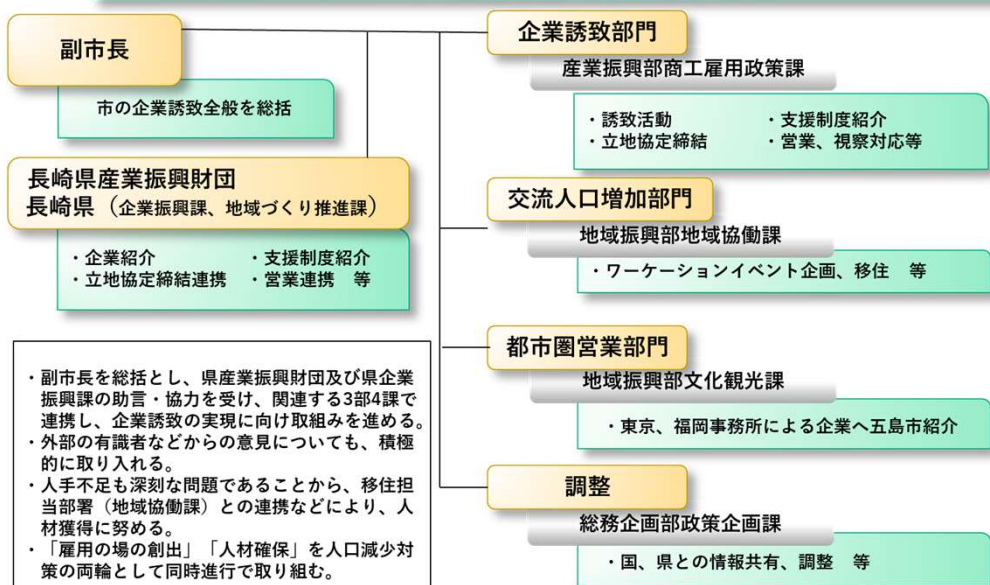 副市長
市の企業誘致全般を総括
長崎県産業振興財団
長崎県(企業振興課、地域づくり推進課)
・企業紹介 ・支援制度紹介
・立地協定締結連携 ・営業連携 等
・副市長を総括とし、県産業振興財団及び県企業
振興課の助言・協力を受け、関連する3部4課で
連携し、企業誘致の実現に向け取組みを進める。
・外部の有識者などからの意見についても、積極
的に取り入れる。
・人手不足も深刻な問題であることから、移住担
当部署(地域協働課)との連携などにより、人
材獲得に努める。
・「雇用の場の創出」「人材確保」を人口減少対
策の両輪として同時進行で取り組む。
企業誘致部門
産業振興部商工雇用政策課
・誘致活動 ・支援制度紹介
・立地協定締結 ・営業、視察対応等
交流人口増加部門
地域振興部地域協働課
・ワーケーションイベント企画、移住 等
都市圏営業部門
地域振興部文化観光課
・東京、福岡事務所による企業へ五島市紹介
調整
総務企画部政策企画課
・国、県との情報共有、調整 等